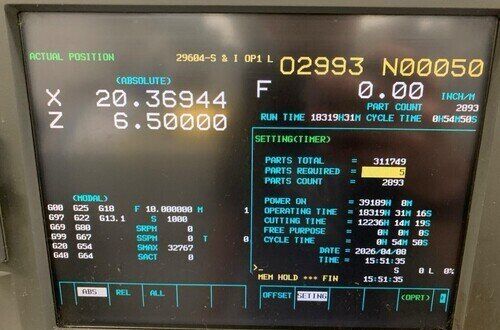 ACTUAL POSITION
29604-S & I OP1 L
O2993 N00050
(ABSOLUTE)
X 20.36944
Z 6.50000
F 0.00 INCH/M
PART COUNT 2893
RUN TIME 18319H31M CYCLE TIME 0H54M50S
SETTING(TIMER)
PARTS TOTAL = 311749
PARTS REQUIRED = 5
PARTS COUNT = 2893
POWER ON = 39189H 0M
OPERATING TIME = 18319H 31M 16S
CUTTING TIME = 12236H 14M 19S
FREE PURPOSE = 0H 0M 0S
CYCLE TIME = 0H 54M 50S
DATE = 2026/04/08
TIME = 15:51:35
(MODAL)
G00 G25 G18 F 10.000000 M 1
G97 G22 G13.1 S 1000
G69 G80 SRPM 0
G99 G67 SSPM 0 T 0
G20 G54 SMAX 32767
G40 G64 SACT 0
>_
S 0 L 0%
MEM HOLD *** FIN 15:51:35
ABS REL ALL
OFFSET SETING (OPRT)